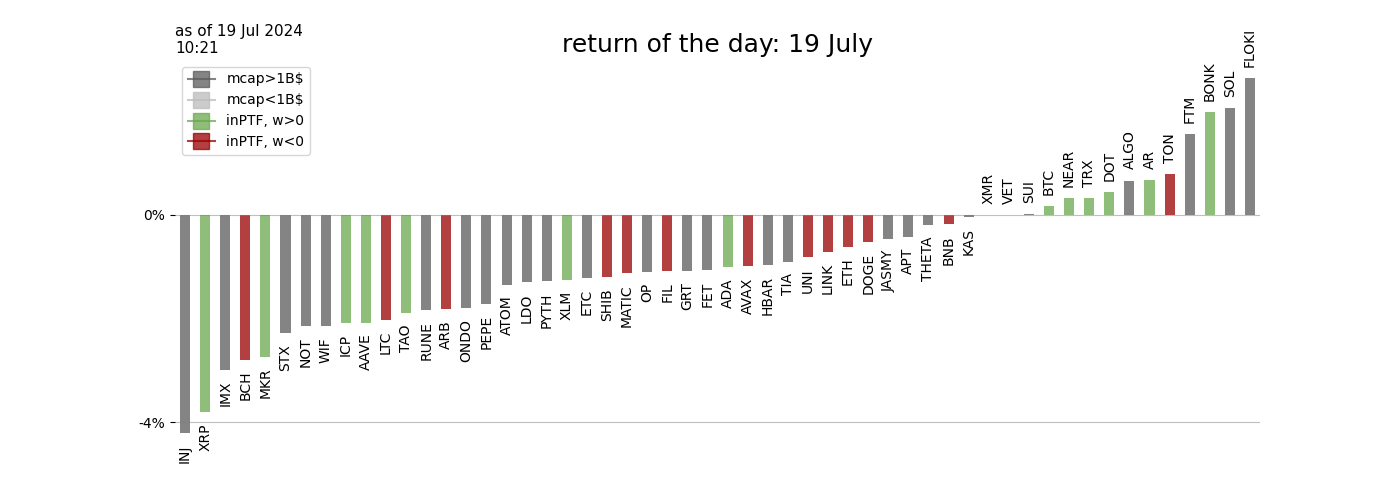 as of 19 Jul 2024
10:21
return of the day: 19 July
mcap>1B$
mcap<1B$
inPTF, w>0
inPTF, w<0
0%
-4%
INJ
XRP
IMX
BCH
MKR
STX
NOT
WIF
ICP
AAVE
LTC
TAO
RUNE
ARB
ONDO
PEPE
ATOM
LDO
PYTH
XLM
ETC
SHIB
MATIC
OP
FIL
GRT
FET
ADA
AVAX
HBAR
TIA
UNI
LINK
ETH
DOGE
JASMY
APT
THETA
BNB
KAS
XMR
VET
SUI
BTC
NEAR
TRX
DOT
ALGO
AR
TON
FTM
BONK
SOL
FLOKI